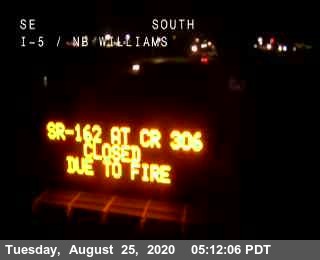 SE SOUTH
I-5 / NB WILLIAMS
SR-162 AT CR 306
CLOSED
DUE TO FIRE
Tuesday, August 25, 2020 05:12:06 PDT